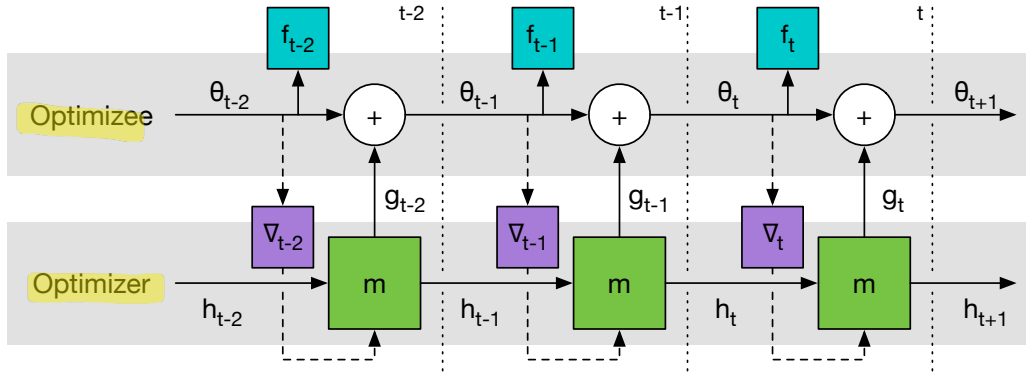 t-2 t-1 t
f_{t-2} f_{t-1} f_t
θ_{t-2} θ_{t-1} θ_t θ_{t+1}
Optimizee + + +
g_{t-2} g_{t-1} g_t
∇_{t-2} ∇_{t-1} ∇_t
Optimizer m m m
h_{t-2} h_{t-1} h_t h_{t+1}